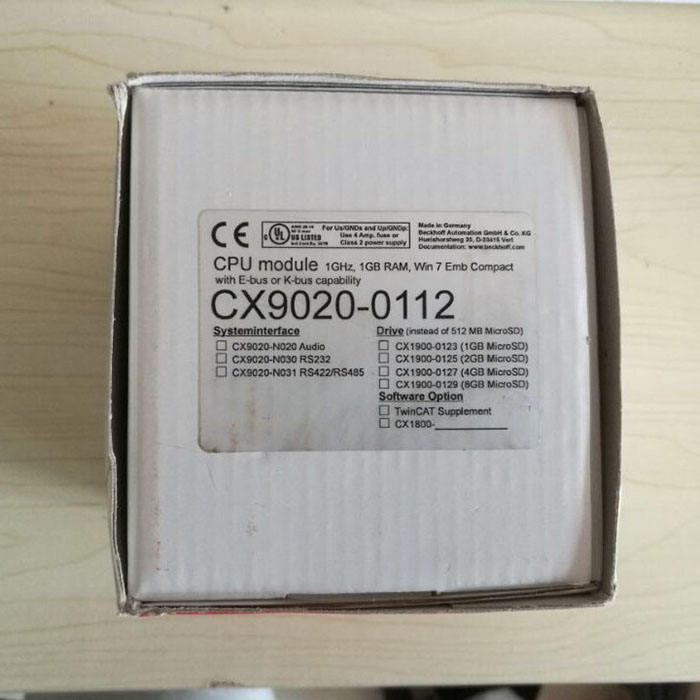 CE
c UL US LISTED
For Us/GNDs and Up/GNDp:
Use 4 Amp. fuse or
Class 2 power supply
Made in Germany
Beckhoff Automation GmbH & Co. KG
Huelshorstweg 20, D-33415 Verl
Documentation: www.beckhoff.com
CPU module 1GHz, 1GB RAM, Win 7 Emb Compact
with E-bus or K-bus capability
CX9020-0112
Systeminterface
CX9020-N020 Audio
CX9020-N030 RS232
CX9020-N031 RS422/RS485
Drive (instead of 512 MB MicroSD)
CX1900-0123 (1GB MicroSD)
CX1900-0125 (2GB MicroSD)
CX1900-0127 (4GB MicroSD)
CX1900-0129 (8GB MicroSD)
Software Option
TwinCAT Supplement
CX1800-